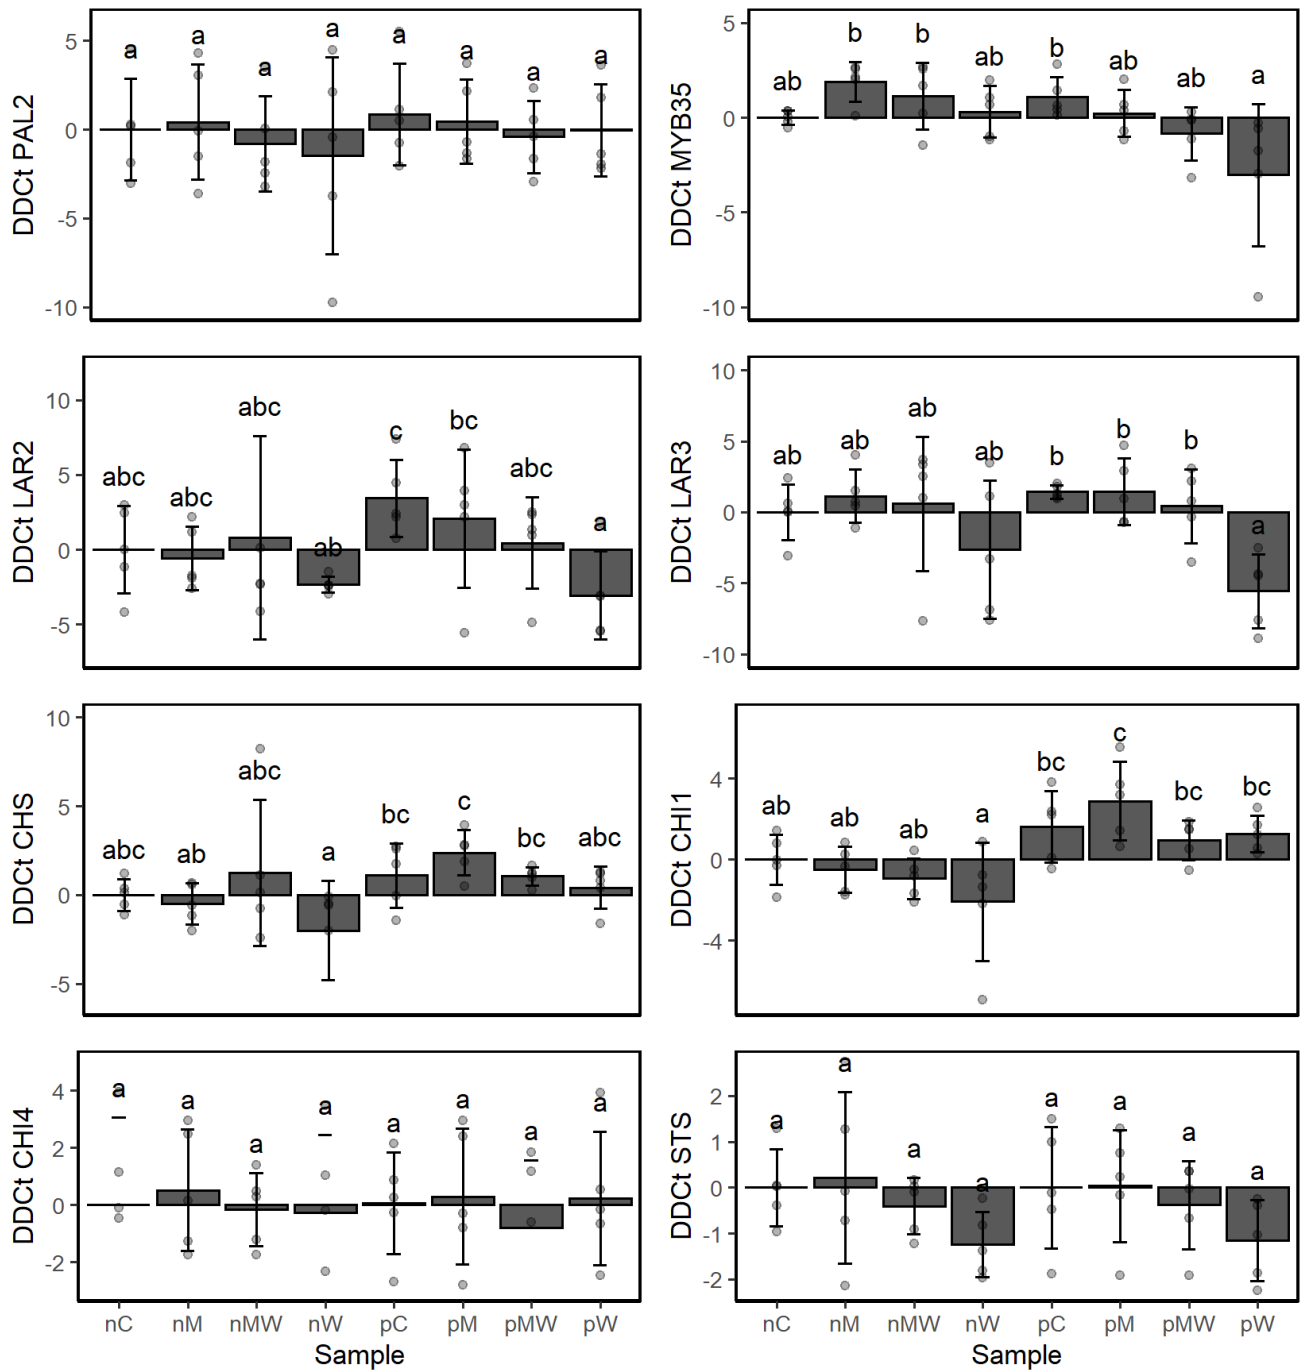 DDCt PAL2
5
0
-5
-10
a a a a a a a a
DDCt MYB35
5
0
-5
-10
ab b b ab b ab ab a
DDCt LAR2
10
5
0
-5
abc abc abc ab c bc abc a
DDCt LAR3
10
5
0
-5
-10
ab ab ab ab b b b a
DDCt CHS
10
5
0
-5
abc ab abc a bc c bc abc
DDCt CHI1
4
0
-4
ab ab ab a bc c bc bc
DDCt CHI4
4
2
0
-2
a a a a a a a a
nC nM nMW nW pC pM pMW pW
Sample
DDCt STS
2
1
0
-1
-2
a a a a a a a a
nC nM nMW nW pC pM pMW pW
Sample